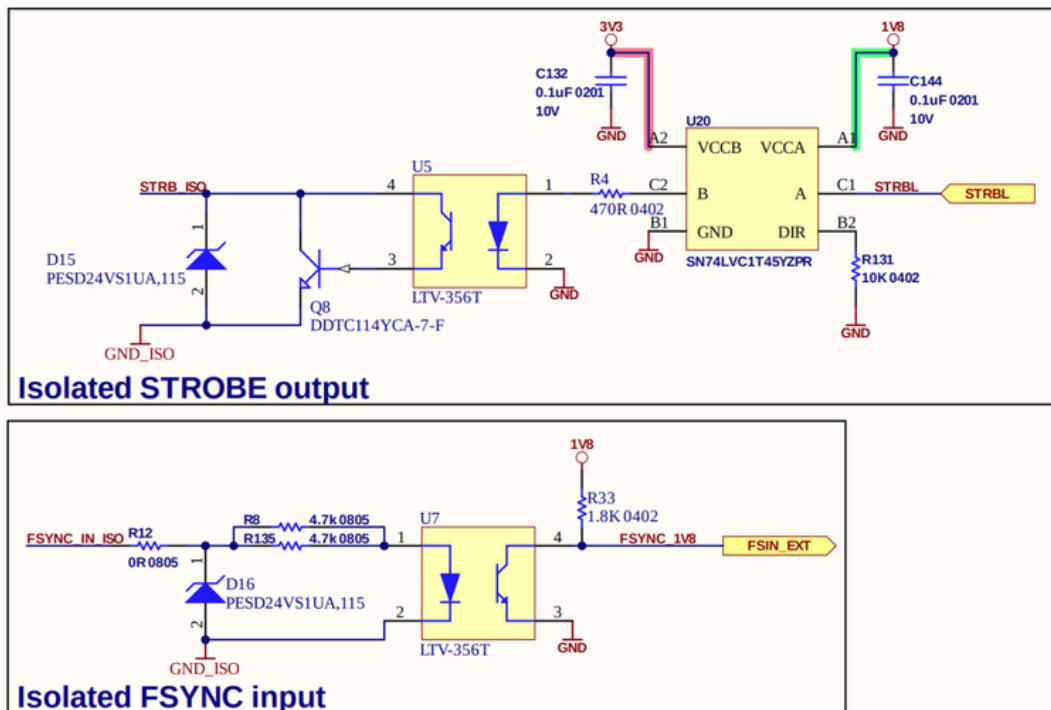 3V3
1V8
C132
0.1uF 0201
10V
GND
C144
0.1uF 0201
10V
GND
U20
A2 VCCB VCCA A1
C2 B A C1 STRBL STRBL
B1 GND DIR B2
GND
SN74LVC1T45YZPR
R131
10K 0402
GND
U5
STRB_ISO 4 1 R4
470R 0402
1
D15
PESD24VS1UA,115
2
3 2
GND
LTV-356T
Q8
DDTC114YCA-7-F
GND_ISO
Isolated STROBE output
1V8
R33
1.8K 0402
U7
R8 4.7k 0805
FSYNC_IN_ISO R12 R135 4.7k 0805 1 4 FSYNC_1V8 FSIN_EXT
0R 0805
1
D16
PESD24VS1UA,115
2
2 3
GND
LTV-356T
GND_ISO
Isolated FSYNC input